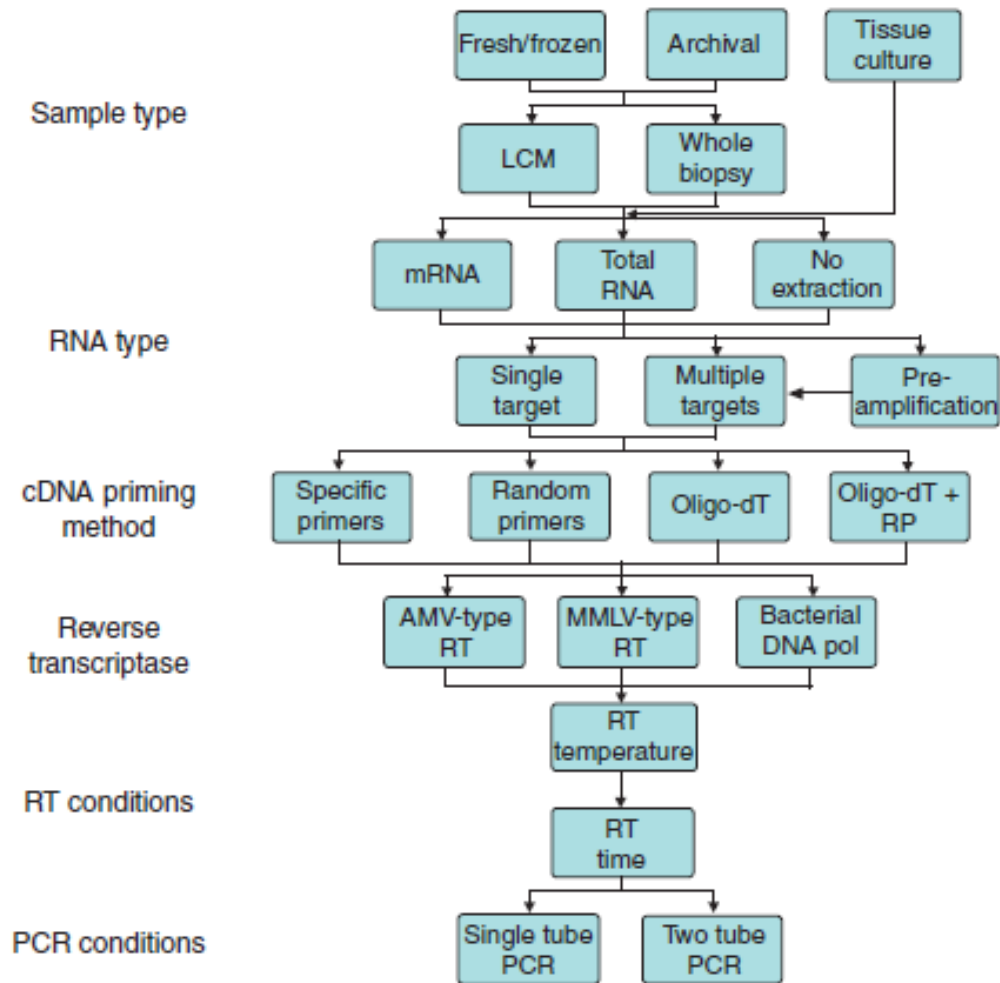 Fresh/frozen
Archival
Tissue
culture
Sample type
LCM
Whole
biopsy
mRNA
Total
RNA
No
extraction
RNA type
Single
target
Multiple
targets
Pre-
amplification
cDNA priming
method
Specific
primers
Random
primers
Oligo-dT
Oligo-dT +
RP
Reverse
transcriptase
AMV-type
RT
MMLV-type
RT
Bacterial
DNA pol
RT
temperature
RT conditions
RT
time
PCR conditions
Single tube
PCR
Two tube
PCR